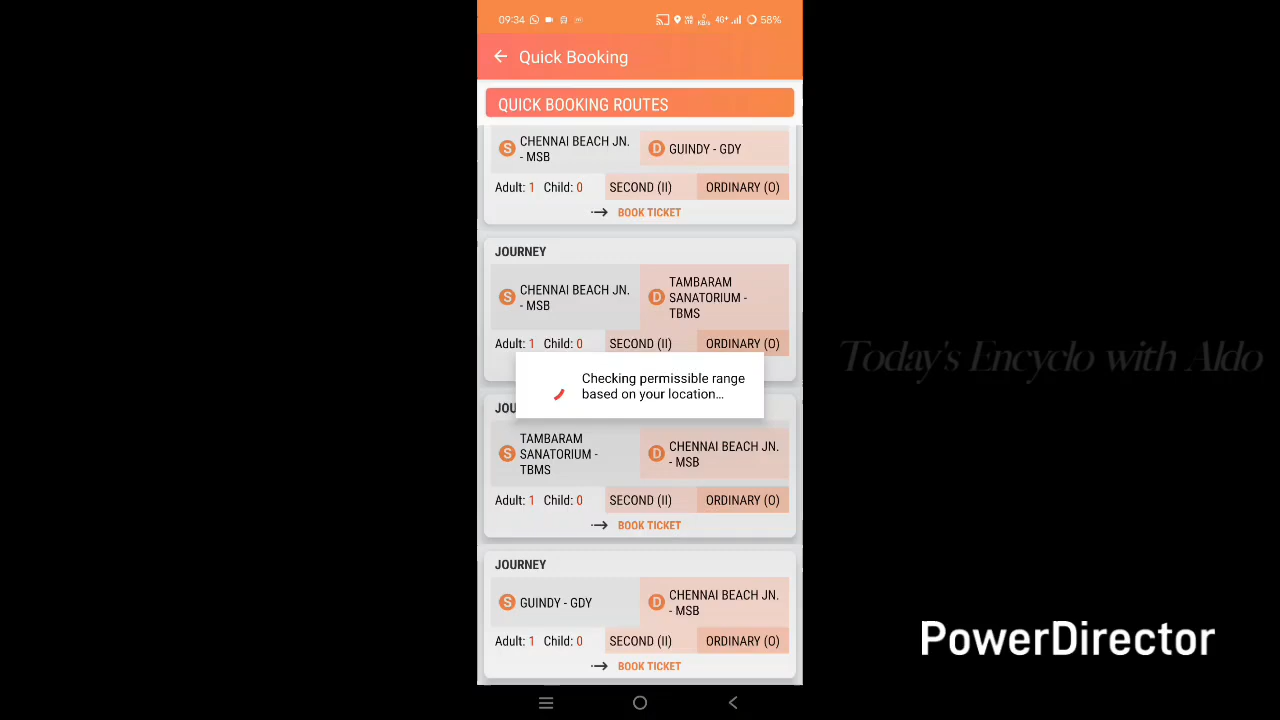 09:34 58%
4G+
Quick Booking
QUICK BOOKING ROUTES
S CHENNAI BEACH JN.
- MSB
D GUINDY - GDY
Adult: 1 Child: 0 SECOND (II) ORDINARY (O)
BOOK TICKET
JOURNEY
S CHENNAI BEACH JN.
- MSB
D TAMBARAM
SANATORIUM -
TBMS
Adult: 1 Child: 0 SECOND (II) ORDINARY (O)
Checking permissible range
based on your location...
JOU
S TAMBARAM
SANATORIUM -
TBMS
D CHENNAI BEACH JN.
- MSB
Adult: 1 Child: 0 SECOND (II) ORDINARY (O)
BOOK TICKET
JOURNEY
S GUINDY - GDY
D CHENNAI BEACH JN.
- MSB
Adult: 1 Child: 0 SECOND (II) ORDINARY (O)
BOOK TICKET
Today's Encyclo with Aldo
PowerDirector